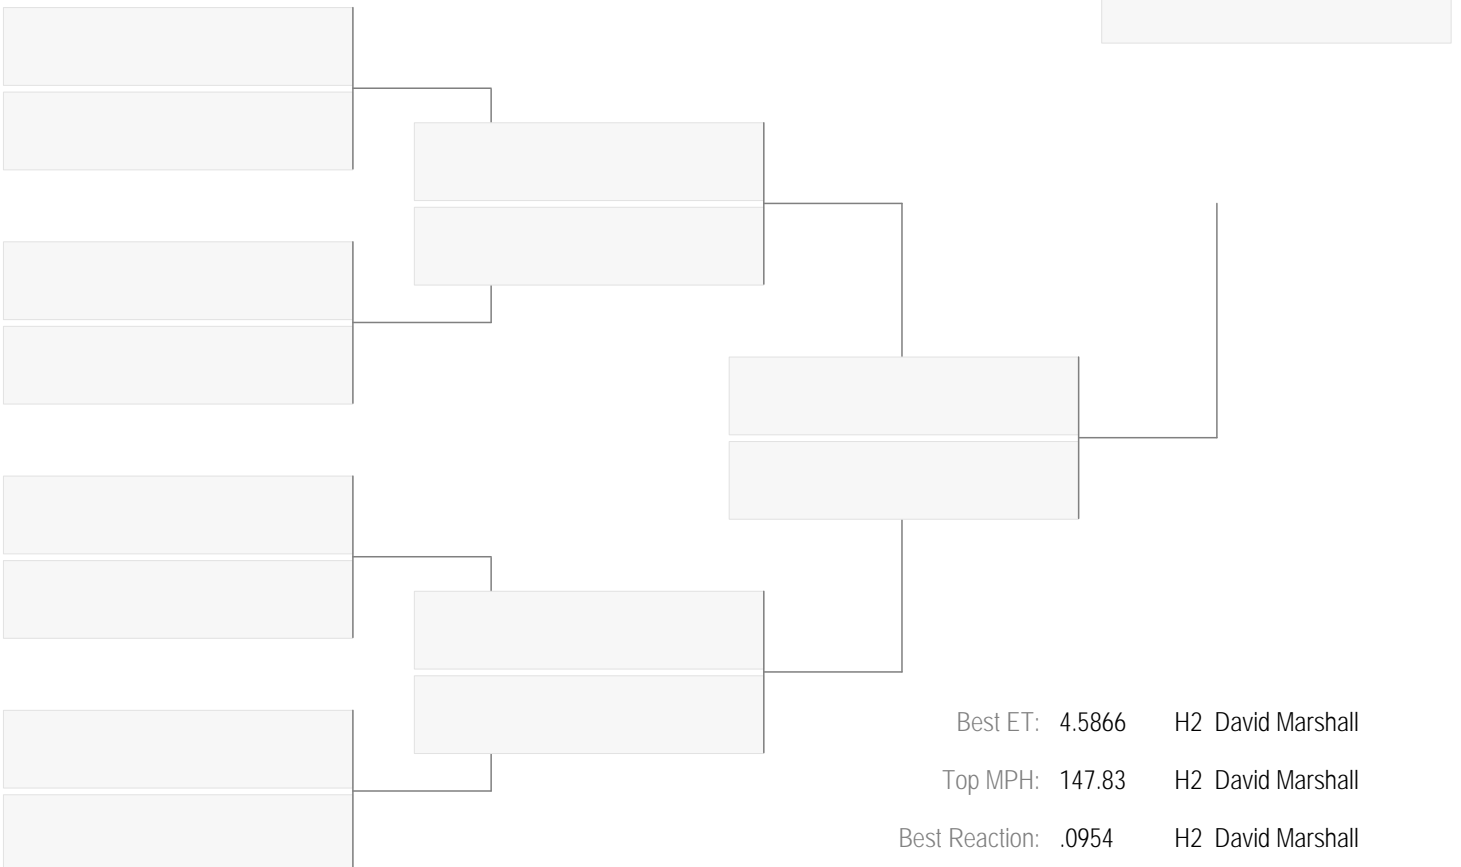 Best ET: 4.5866 H2 David Marshall
Top MPH: 147.83 H2 David Marshall
Best Reaction: .0954 H2 David Marshall